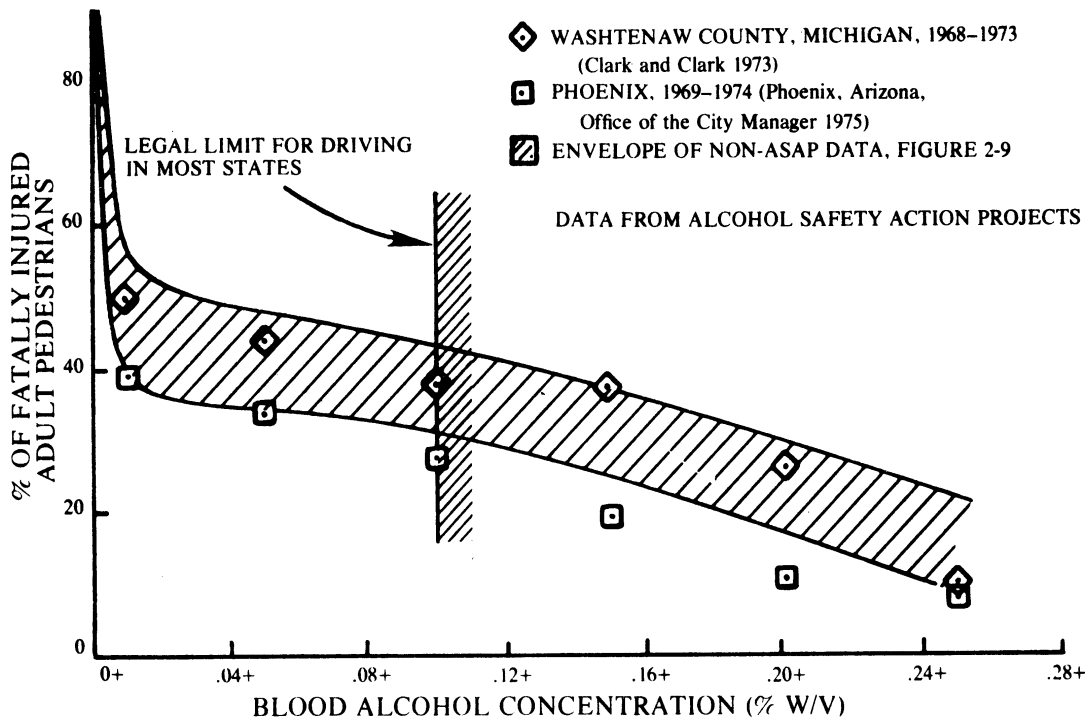 WASHTENAW COUNTY, MICHIGAN, 1968–1973
(Clark and Clark 1973)
PHOENIX, 1969–1974 (Phoenix, Arizona,
Office of the City Manager 1975)
ENVELOPE OF NON-ASAP DATA, FIGURE 2-9
DATA FROM ALCOHOL SAFETY ACTION PROJECTS
LEGAL LIMIT FOR DRIVING
IN MOST STATES
% OF FATALLY INJURED
ADULT PEDESTRIANS
80
60
40
20
0
0+ .04+ .08+ .12+ .16+ .20+ .24+ .28+
BLOOD ALCOHOL CONCENTRATION (% W/V)